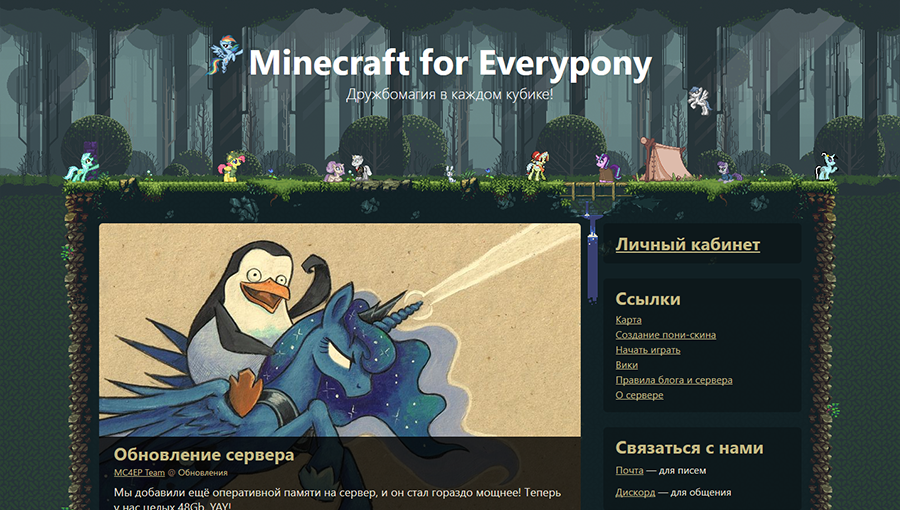 Minecraft for Everypony
Дружбомагия в каждом кубике!
Обновление сервера
MC4EP Team @ Обновления
Мы добавили ещё оперативной памяти на сервер, и он стал гораздо мощнее! Теперь
у нас целых 48Gb. YAY!
Личный кабинет
Ссылки
Карта
Создание пони-скина
Начать играть
Вики
Правила блога и сервера
О сервере
Связаться с нами
Почта — для писем
Дискорд — для общения